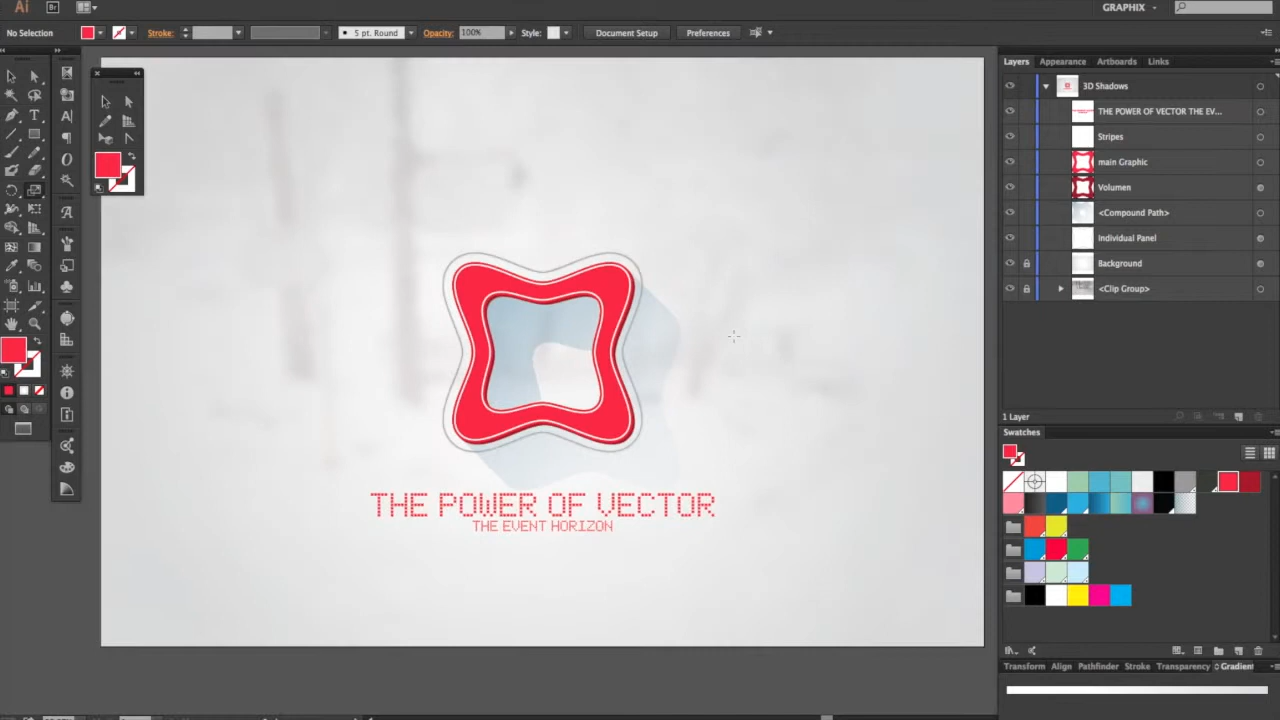 Ai Br GRAPHIX
No Selection Stroke: 5 pt. Round Opacity: 100% Style: Document Setup Preferences
Layers Appearance Artboards Links
3D Shadows
THE POWER OF VECTOR THE EV...
Stripes
main Graphic
Volumen
<Compound Path>
Individual Panel
Background
<Clip Group>
1 Layer
Swatches
THE POWER OF VECTOR
THE EVENT HORIZON
Transform Align Pathfinder Stroke Transparency Gradient